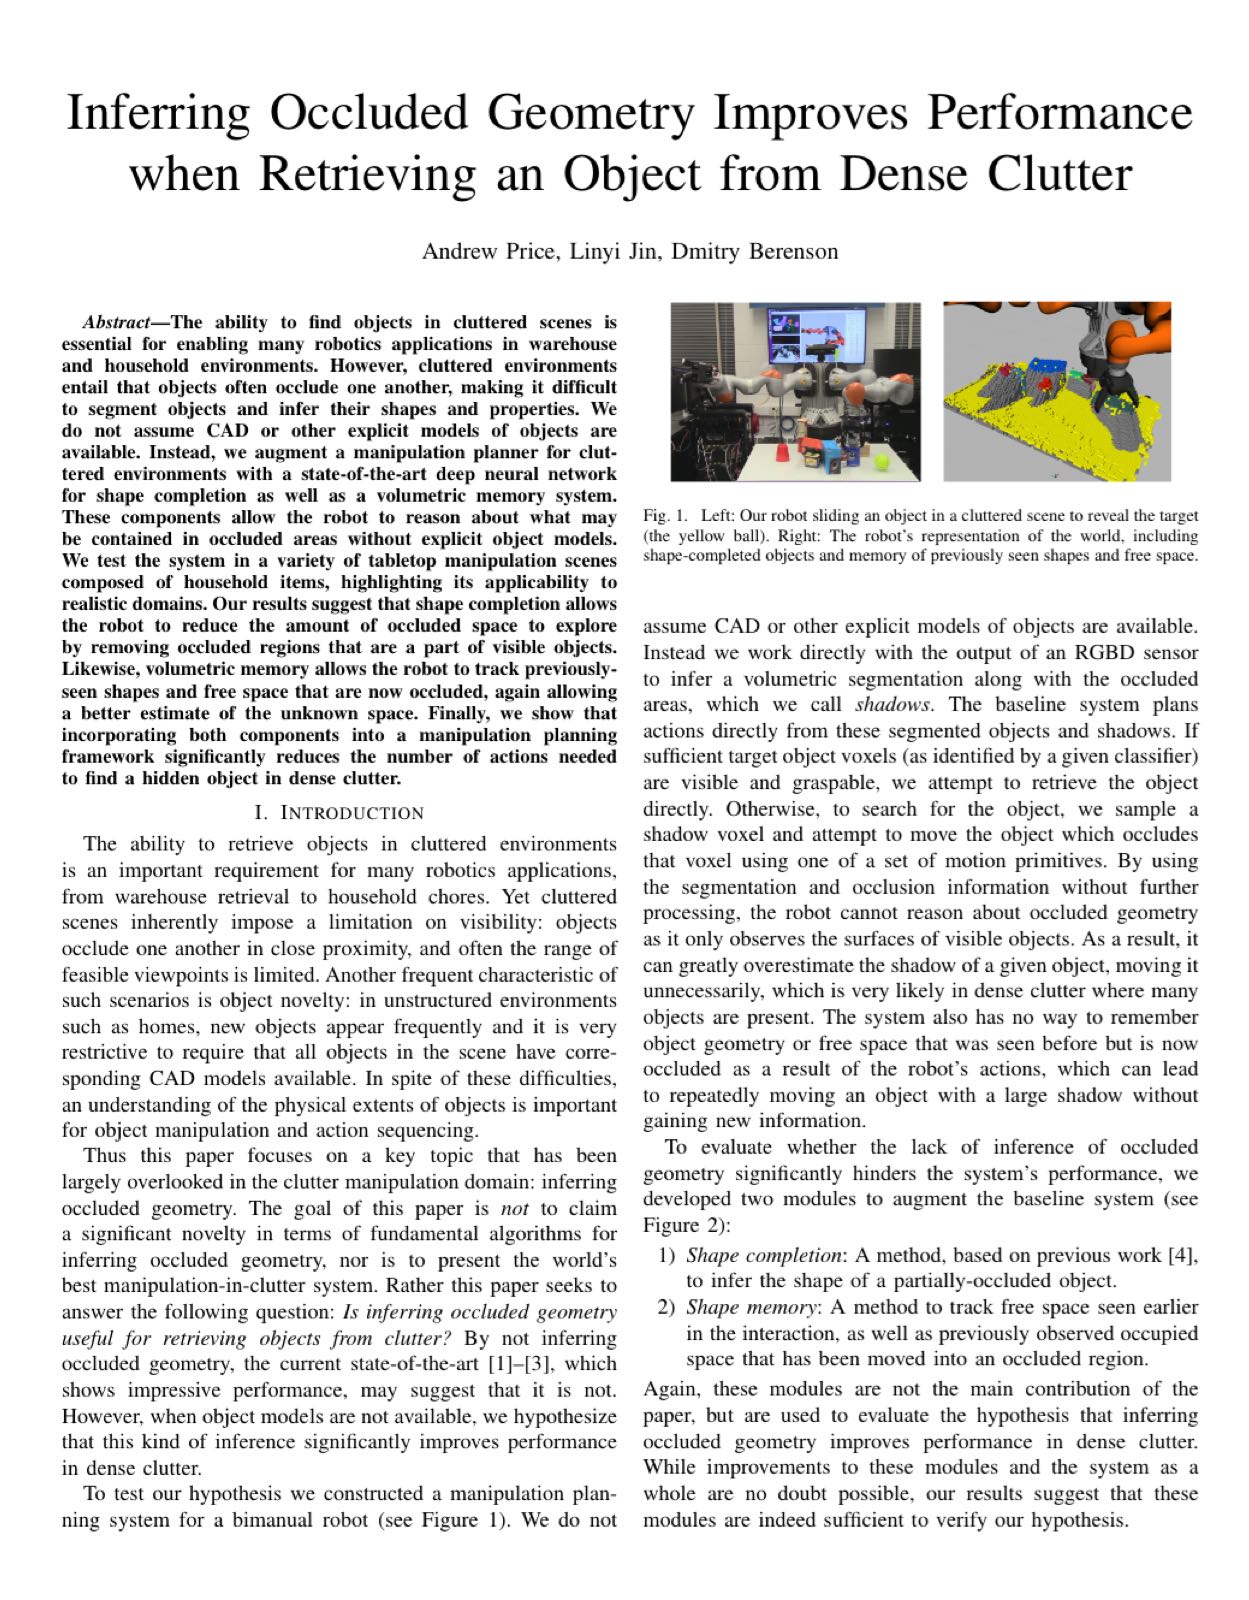 Inferring Occluded Geometry Improves Performance
when Retrieving an Object from Dense Clutter
Andrew Price, Linyi Jin, Dmitry Berenson
Abstract—The ability to find objects in cluttered scenes is
essential for enabling many robotics applications in warehouse
and household environments. However, cluttered environments
entail that objects often occlude one another, making it difficult
to segment objects and infer their shapes and properties. We
do not assume CAD or other explicit models of objects are
available. Instead, we augment a manipulation planner for clut-
tered environments with a state-of-the-art deep neural network
for shape completion as well as a volumetric memory system.
These components allow the robot to reason about what may
be contained in occluded areas without explicit object models.
We test the system in a variety of tabletop manipulation scenes
composed of household items, highlighting its applicability to
realistic domains. Our results suggest that shape completion allows
the robot to reduce the amount of occluded space to explore
by removing occluded regions that are a part of visible objects.
Likewise, volumetric memory allows the robot to track previously-
seen shapes and free space that are now occluded, again allowing
a better estimate of the unknown space. Finally, we show that
incorporating both components into a manipulation planning
framework significantly reduces the number of actions needed
to find a hidden object in dense clutter.
I. INTRODUCTION
The ability to retrieve objects in cluttered environments
is an important requirement for many robotics applications,
from warehouse retrieval to household chores. Yet cluttered
scenes inherently impose a limitation on visibility: objects
occlude one another in close proximity, and often the range of
feasible viewpoints is limited. Another frequent characteristic of
such scenarios is object novelty: in unstructured environments
such as homes, new objects appear frequently and it is very
restrictive to require that all objects in the scene have corre-
sponding CAD models available. In spite of these difficulties,
an understanding of the physical extents of objects is important
for object manipulation and action sequencing.
Thus this paper focuses on a key topic that has been
largely overlooked in the clutter manipulation domain: inferring
occluded geometry. The goal of this paper is not to claim
a significant novelty in terms of fundamental algorithms for
inferring occluded geometry, nor is to present the world's
best manipulation-in-clutter system. Rather this paper seeks to
answer the following question: Is inferring occluded geometry
useful for retrieving objects from clutter? By not inferring
occluded geometry, the current state-of-the-art [1]–[3], which
shows impressive performance, may suggest that it is not.
However, when object models are not available, we hypothesize
that this kind of inference significantly improves performance
in dense clutter.
To test our hypothesis we constructed a manipulation plan-
ning system for a bimanual robot (see Figure 1). We do not
Fig. 1. Left: Our robot sliding an object in a cluttered scene to reveal the target
(the yellow ball). Right: The robot's representation of the world, including
shape-completed objects and memory of previously seen shapes and free space.
assume CAD or other explicit models of objects are available.
Instead we work directly with the output of an RGBD sensor
to infer a volumetric segmentation along with the occluded
areas, which we call shadows. The baseline system plans
actions directly from these segmented objects and shadows. If
sufficient target object voxels (as identified by a given classifier)
are visible and graspable, we attempt to retrieve the object
directly. Otherwise, to search for the object, we sample a
shadow voxel and attempt to move the object which occludes
that voxel using one of a set of motion primitives. By using
the segmentation and occlusion information without further
processing, the robot cannot reason about occluded geometry
as it only observes the surfaces of visible objects. As a result, it
can greatly overestimate the shadow of a given object, moving it
unnecessarily, which is very likely in dense clutter where many
objects are present. The system also has no way to remember
object geometry or free space that was seen before but is now
occluded as a result of the robot's actions, which can lead
to repeatedly moving an object with a large shadow without
gaining new information.
To evaluate whether the lack of inference of occluded
geometry significantly hinders the system's performance, we
developed two modules to augment the baseline system (see
Figure 2):
1) Shape completion: A method, based on previous work [4],
to infer the shape of a partially-occluded object.
2) Shape memory: A method to track free space seen earlier
in the interaction, as well as previously observed occupied
space that has been moved into an occluded region.
Again, these modules are not the main contribution of the
paper, but are used to evaluate the hypothesis that inferring
occluded geometry improves performance in dense clutter.
While improvements to these modules and the system as a
whole are no doubt possible, our results suggest that these
modules are indeed sufficient to verify our hypothesis.